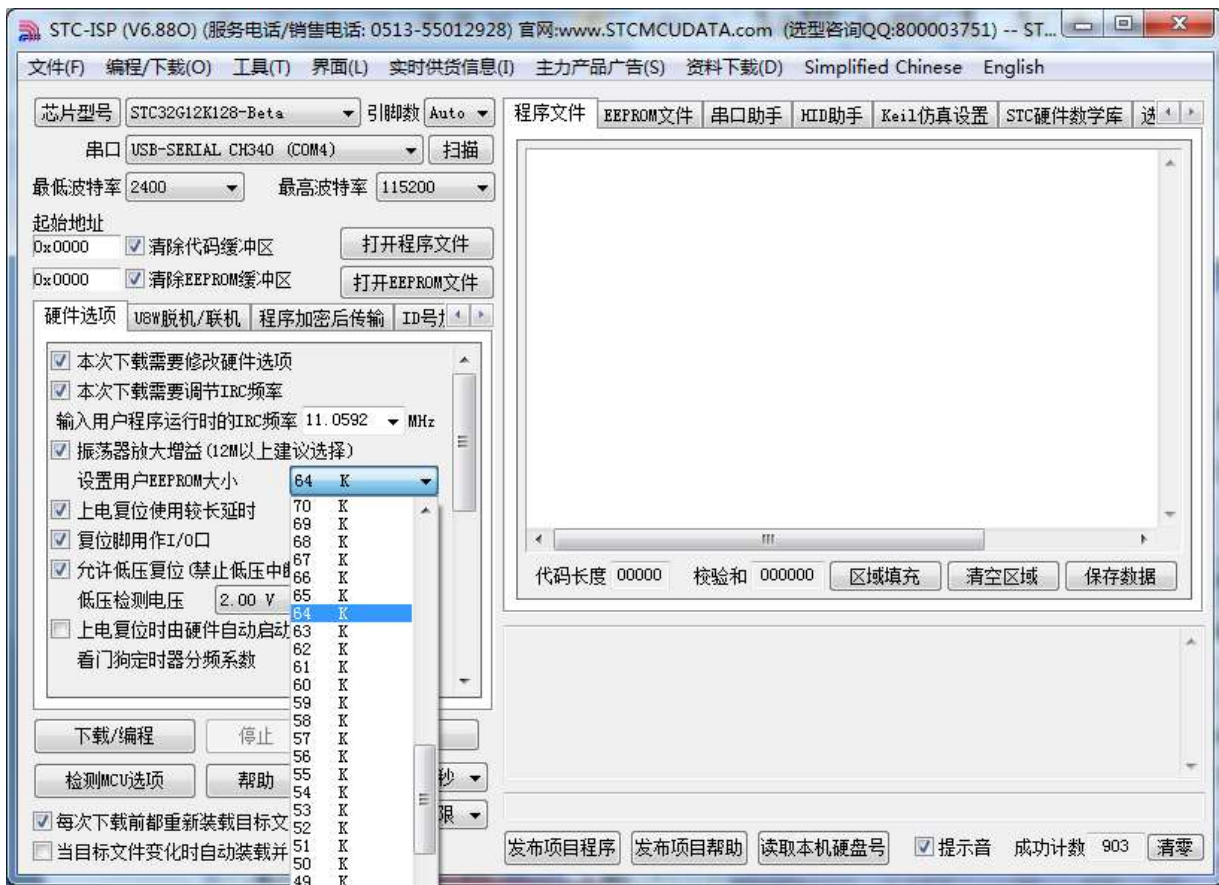 STC-ISP (V6.88O) (服务电话/销售电话: 0513-55012928) 官网:www.STCMCUDATA.com (选型咨询QQ:800003751) -- ST...
文件(F) 编程/下载(O) 工具(T) 界面(L) 实时供货信息(I) 主力产品广告(S) 资料下载(D) Simplified Chinese English
芯片型号 STC32G12K128-Beta 引脚数 Auto
串口 USB-SERIAL CH340 (COM4) 扫描
最低波特率 2400 最高波特率 115200
起始地址
0x0000 清除代码缓冲区 打开程序文件
0x0000 清除EEPROM缓冲区 打开EEPROM文件
硬件选项 U8W脱机/联机 程序加密后传输 ID号
本次下载需要修改硬件选项
本次下载需要调节IRC频率
输入用户程序运行时的IRC频率 11.0592 MHz
振荡器放大增益(12M以上建议选择)
设置用户EEPROM大小 64 K
上电复位使用较长延时
复位脚用作I/O口
允许低压复位(禁止低压中
低压检测电压 2.00 V
上电复位时由硬件自动启动
看门狗定时器分频系数
70 K
69 K
68 K
67 K
66 K
65 K
64 K
63 K
62 K
61 K
60 K
59 K
58 K
57 K
56 K
55 K
54 K
53 K
52 K
51 K
50 K
49 K
下载/编程 停止
检测MCU选项 帮助 秒
每次下载前都重新装载目标文 限
当目标文件变化时自动装载并
程序文件 EEPROM文件 串口助手 HID助手 Keil仿真设置 STC硬件数学库 选
代码长度 00000 校验和 000000 区域填充 清空区域 保存数据
发布项目程序 发布项目帮助 读取本机硬盘号 提示音 成功计数 903 清零